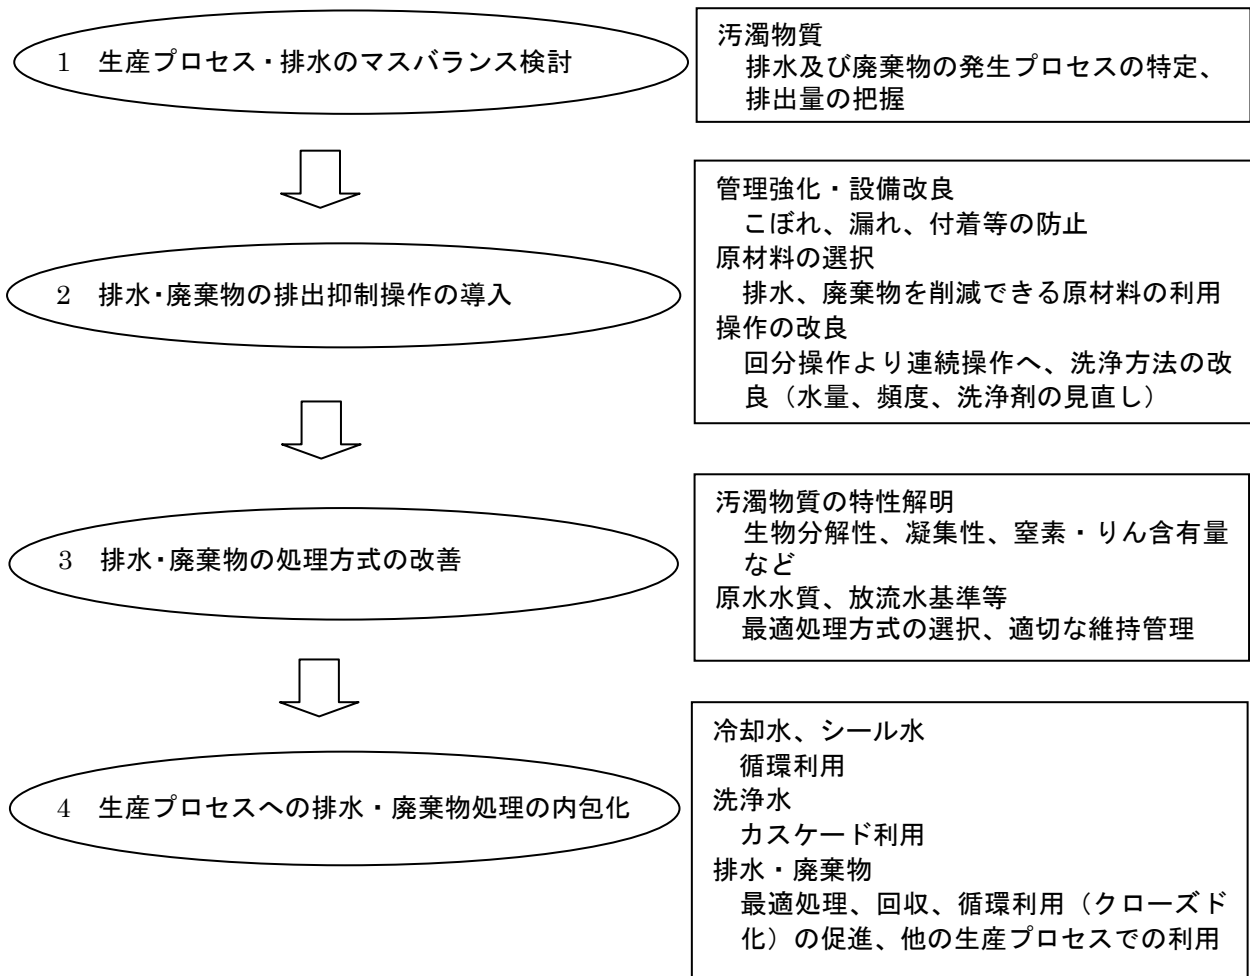 1 生産プロセス・排水のマスバランス検討
汚濁物質
排水及び廃棄物の発生プロセスの特定、
排出量の把握
2 排水・廃棄物の排出抑制操作の導入
管理強化・設備改良
こぼれ、漏れ、付着等の防止
原材料の選択
排水、廃棄物を削減できる原材料の利用
操作の改良
回分操作より連続操作へ、洗浄方法の改
良（水量、頻度、洗浄剤の見直し）
3 排水・廃棄物の処理方式の改善
汚濁物質の特性解明
生物分解性、凝集性、窒素・りん含有量
など
原水水質、放流水基準等
最適処理方式の選択、適切な維持管理
4 生産プロセスへの排水・廃棄物処理の内包化
冷却水、シール水
循環利用
洗浄水
カスケード利用
排水・廃棄物
最適処理、回収、循環利用（クローズド
化）の促進、他の生産プロセスでの利用